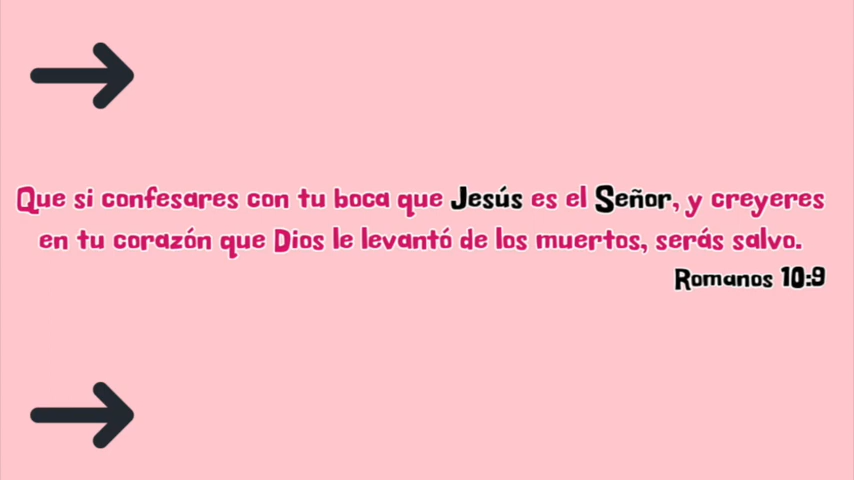 Que si confesares con tu boca que Jesús es el Señor, y creyeres
en tu corazón que Dios le levantó de los muertos, serás salvo.
Romanos 10:9